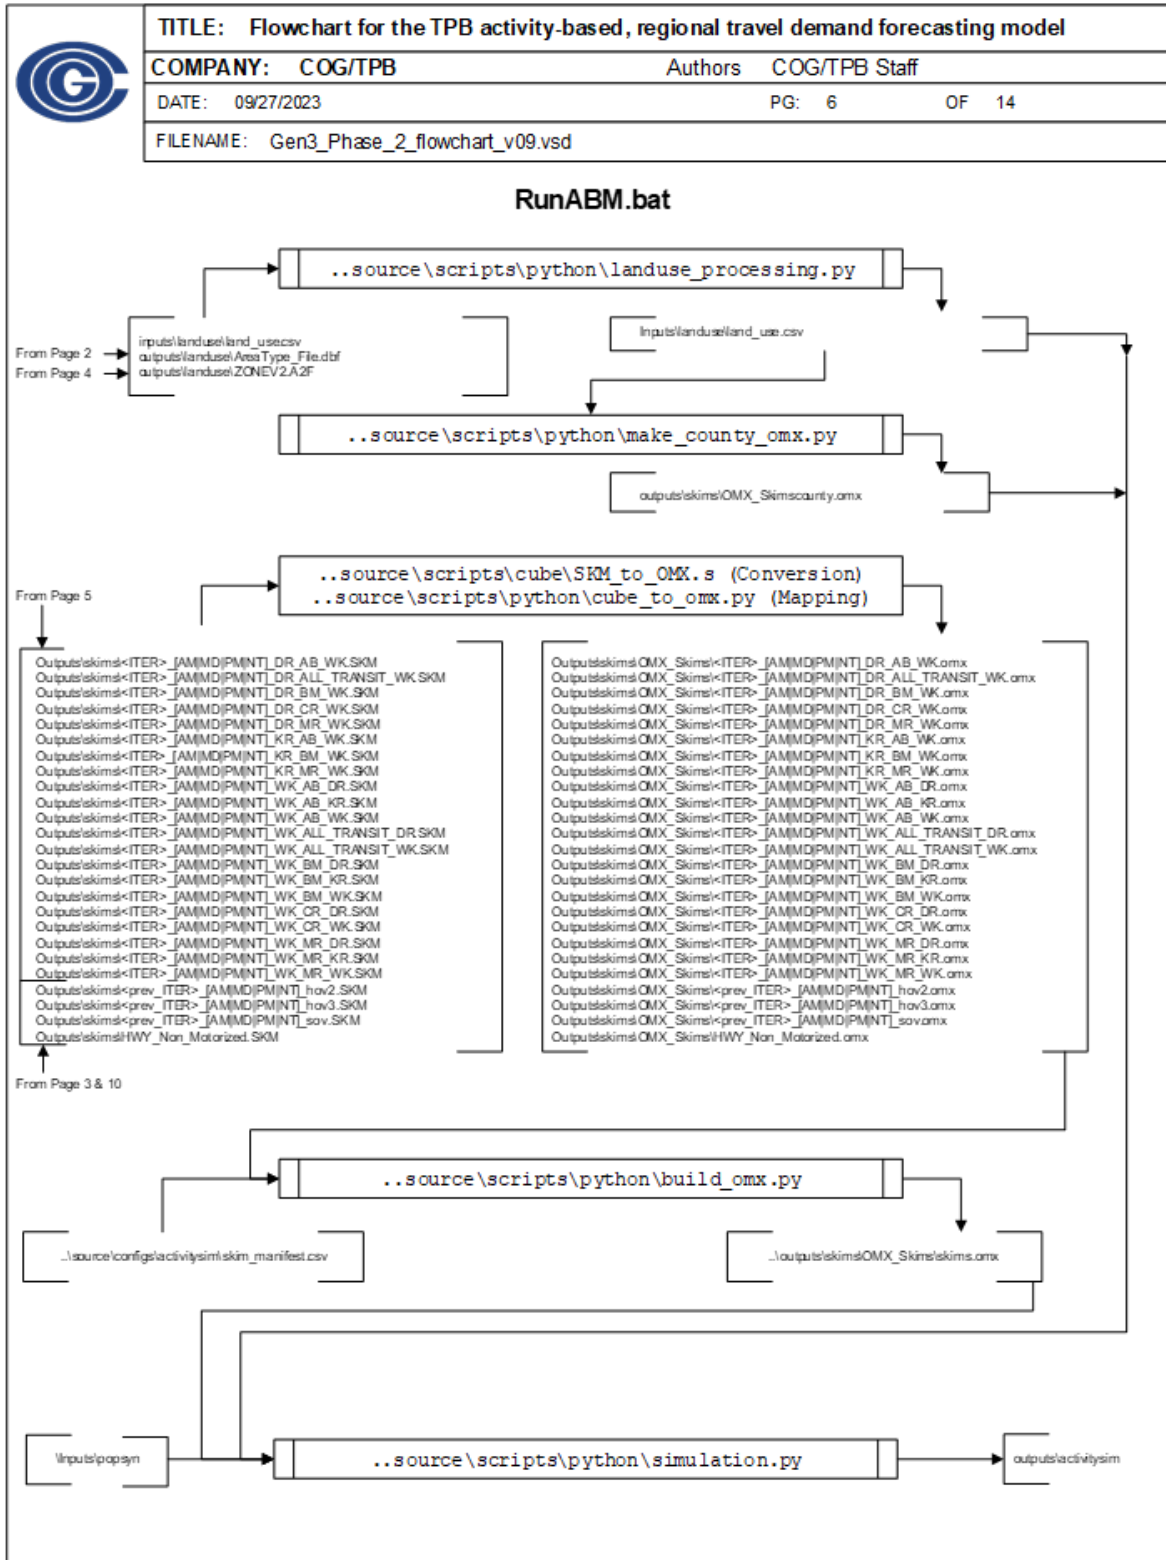 TITLE: Flowchart for the TPB activity-based, regional travel demand forecasting model
COMPANY: COG/TPB Authors COG/TPB Staff
DATE: 09/27/2023 PG: 6 OF 14
FILENAME: Gen3_Phase_2_flowchart_v09.vsd
RunABM.bat
..source\scripts\python\landuse_processing.py
inputs\landuse\land_use.csv
outputs\landuse\AreaType_File.dbf
outputs\landuse\ZONEV2.A2F
From Page 2
From Page 4
Inputs\landuse\land_use.csv
..source\scripts\python\make_county_omx.py
outputs\skims\OMX_Skimscounty.omx
..source\scripts\cube\SKM_to_OMX.s (Conversion)
..source\scripts\python\cube_to_omx.py (Mapping)
From Page 5
Outputs\skims\<ITER>_[AM|MD|PM|NT]_DR_AB_WK.SKM
Outputs\skims\<ITER>_[AM|MD|PM|NT]_DR_ALL_TRANSIT_WK.SKM
Outputs\skims\<ITER>_[AM|MD|PM|NT]_DR_BM_WK.SKM
Outputs\skims\<ITER>_[AM|MD|PM|NT]_DR_CR_WK.SKM
Outputs\skims\<ITER>_[AM|MD|PM|NT]_DR_MR_WK.SKM
Outputs\skims\<ITER>_[AM|MD|PM|NT]_KR_AB_WK.SKM
Outputs\skims\<ITER>_[AM|MD|PM|NT]_KR_BM_WK.SKM
Outputs\skims\<ITER>_[AM|MD|PM|NT]_KR_MR_WK.SKM
Outputs\skims\<ITER>_[AM|MD|PM|NT]_WK_AB_DR.SKM
Outputs\skims\<ITER>_[AM|MD|PM|NT]_WK_AB_KR.SKM
Outputs\skims\<ITER>_[AM|MD|PM|NT]_WK_AB_WK.SKM
Outputs\skims\<ITER>_[AM|MD|PM|NT]_WK_ALL_TRANSIT_DR.SKM
Outputs\skims\<ITER>_[AM|MD|PM|NT]_WK_ALL_TRANSIT_WK.SKM
Outputs\skims\<ITER>_[AM|MD|PM|NT]_WK_BM_DR.SKM
Outputs\skims\<ITER>_[AM|MD|PM|NT]_WK_BM_KR.SKM
Outputs\skims\<ITER>_[AM|MD|PM|NT]_WK_BM_WK.SKM
Outputs\skims\<ITER>_[AM|MD|PM|NT]_WK_CR_DR.SKM
Outputs\skims\<ITER>_[AM|MD|PM|NT]_WK_CR_WK.SKM
Outputs\skims\<ITER>_[AM|MD|PM|NT]_WK_MR_DR.SKM
Outputs\skims\<ITER>_[AM|MD|PM|NT]_WK_MR_KR.SKM
Outputs\skims\<ITER>_[AM|MD|PM|NT]_WK_MR_WK.SKM
Outputs\skims\<prev_ITER>_[AM|MD|PM|NT]_hov2.SKM
Outputs\skims\<prev_ITER>_[AM|MD|PM|NT]_hov3.SKM
Outputs\skims\<prev_ITER>_[AM|MD|PM|NT]_sov.SKM
Outputs\skims\HWY_Non_Motorized.SKM
From Page 3 & 10
Outputs\skims\OMX_Skims\<ITER>_[AM|MD|PM|NT]_DR_AB_WK.omx
Outputs\skims\OMX_Skims\<ITER>_[AM|MD|PM|NT]_DR_ALL_TRANSIT_WK.omx
Outputs\skims\OMX_Skims\<ITER>_[AM|MD|PM|NT]_DR_BM_WK.omx
Outputs\skims\OMX_Skims\<ITER>_[AM|MD|PM|NT]_DR_CR_WK.omx
Outputs\skims\OMX_Skims\<ITER>_[AM|MD|PM|NT]_DR_MR_WK.omx
Outputs\skims\OMX_Skims\<ITER>_[AM|MD|PM|NT]_KR_AB_WK.omx
Outputs\skims\OMX_Skims\<ITER>_[AM|MD|PM|NT]_KR_BM_WK.omx
Outputs\skims\OMX_Skims\<ITER>_[AM|MD|PM|NT]_KR_MR_WK.omx
Outputs\skims\OMX_Skims\<ITER>_[AM|MD|PM|NT]_WK_AB_DR.omx
Outputs\skims\OMX_Skims\<ITER>_[AM|MD|PM|NT]_WK_AB_KR.omx
Outputs\skims\OMX_Skims\<ITER>_[AM|MD|PM|NT]_WK_AB_WK.omx
Outputs\skims\OMX_Skims\<ITER>_[AM|MD|PM|NT]_WK_ALL_TRANSIT_DR.omx
Outputs\skims\OMX_Skims\<ITER>_[AM|MD|PM|NT]_WK_ALL_TRANSIT_WK.omx
Outputs\skims\OMX_Skims\<ITER>_[AM|MD|PM|NT]_WK_BM_DR.omx
Outputs\skims\OMX_Skims\<ITER>_[AM|MD|PM|NT]_WK_BM_KR.omx
Outputs\skims\OMX_Skims\<ITER>_[AM|MD|PM|NT]_WK_BM_WK.omx
Outputs\skims\OMX_Skims\<ITER>_[AM|MD|PM|NT]_WK_CR_DR.omx
Outputs\skims\OMX_Skims\<ITER>_[AM|MD|PM|NT]_WK_CR_WK.omx
Outputs\skims\OMX_Skims\<ITER>_[AM|MD|PM|NT]_WK_MR_DR.omx
Outputs\skims\OMX_Skims\<ITER>_[AM|MD|PM|NT]_WK_MR_KR.omx
Outputs\skims\OMX_Skims\<ITER>_[AM|MD|PM|NT]_WK_MR_WK.omx
Outputs\skims\OMX_Skims\<prev_ITER>_[AM|MD|PM|NT]_hov2.omx
Outputs\skims\OMX_Skims\<prev_ITER>_[AM|MD|PM|NT]_hov3.omx
Outputs\skims\OMX_Skims\<prev_ITER>_[AM|MD|PM|NT]_sov.omx
Outputs\skims\OMX_Skims\HWY_Non_Motorized.omx
..source\scripts\python\build_omx.py
..\source\configs\activitysim\skim_manifest.csv
..\outputs\skims\OMX_Skims\skims.omx
\Inputs\popsyn
..source\scripts\python\simulation.py
outputs\activitysim